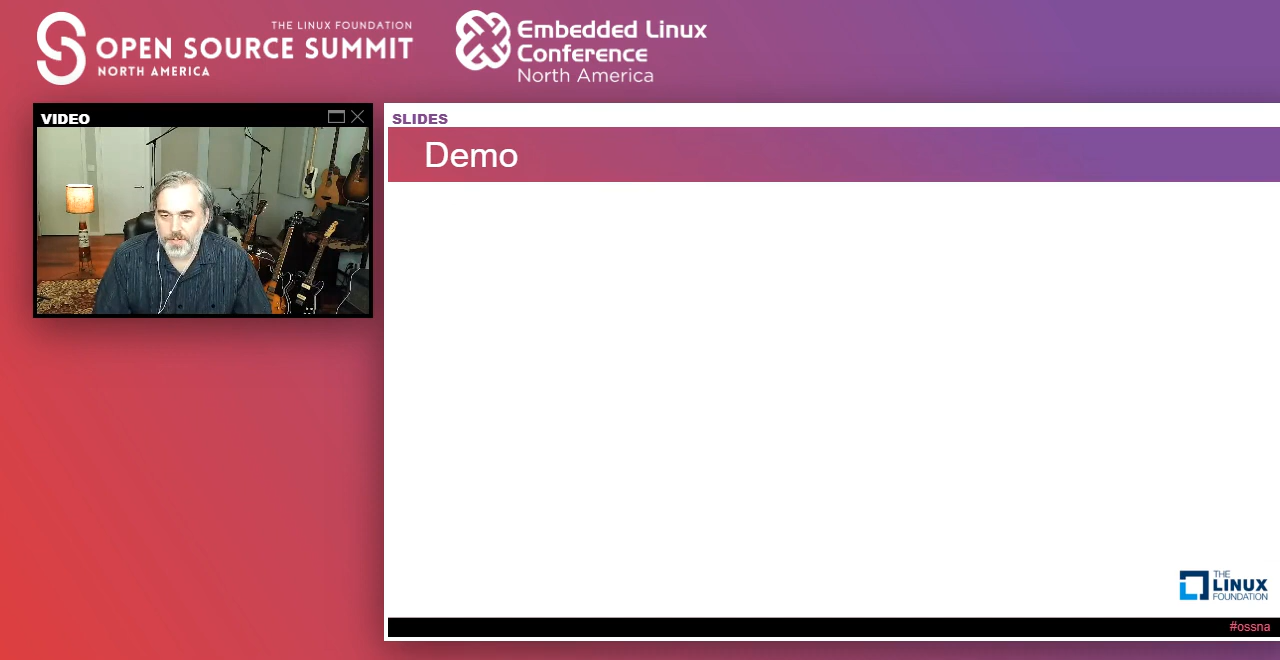 THE LINUX FOUNDATION
OPEN SOURCE SUMMIT
NORTH AMERICA
Embedded Linux
Conference
North America
VIDEO
SLIDES
Demo
THE
LINUX
FOUNDATION
#ossna